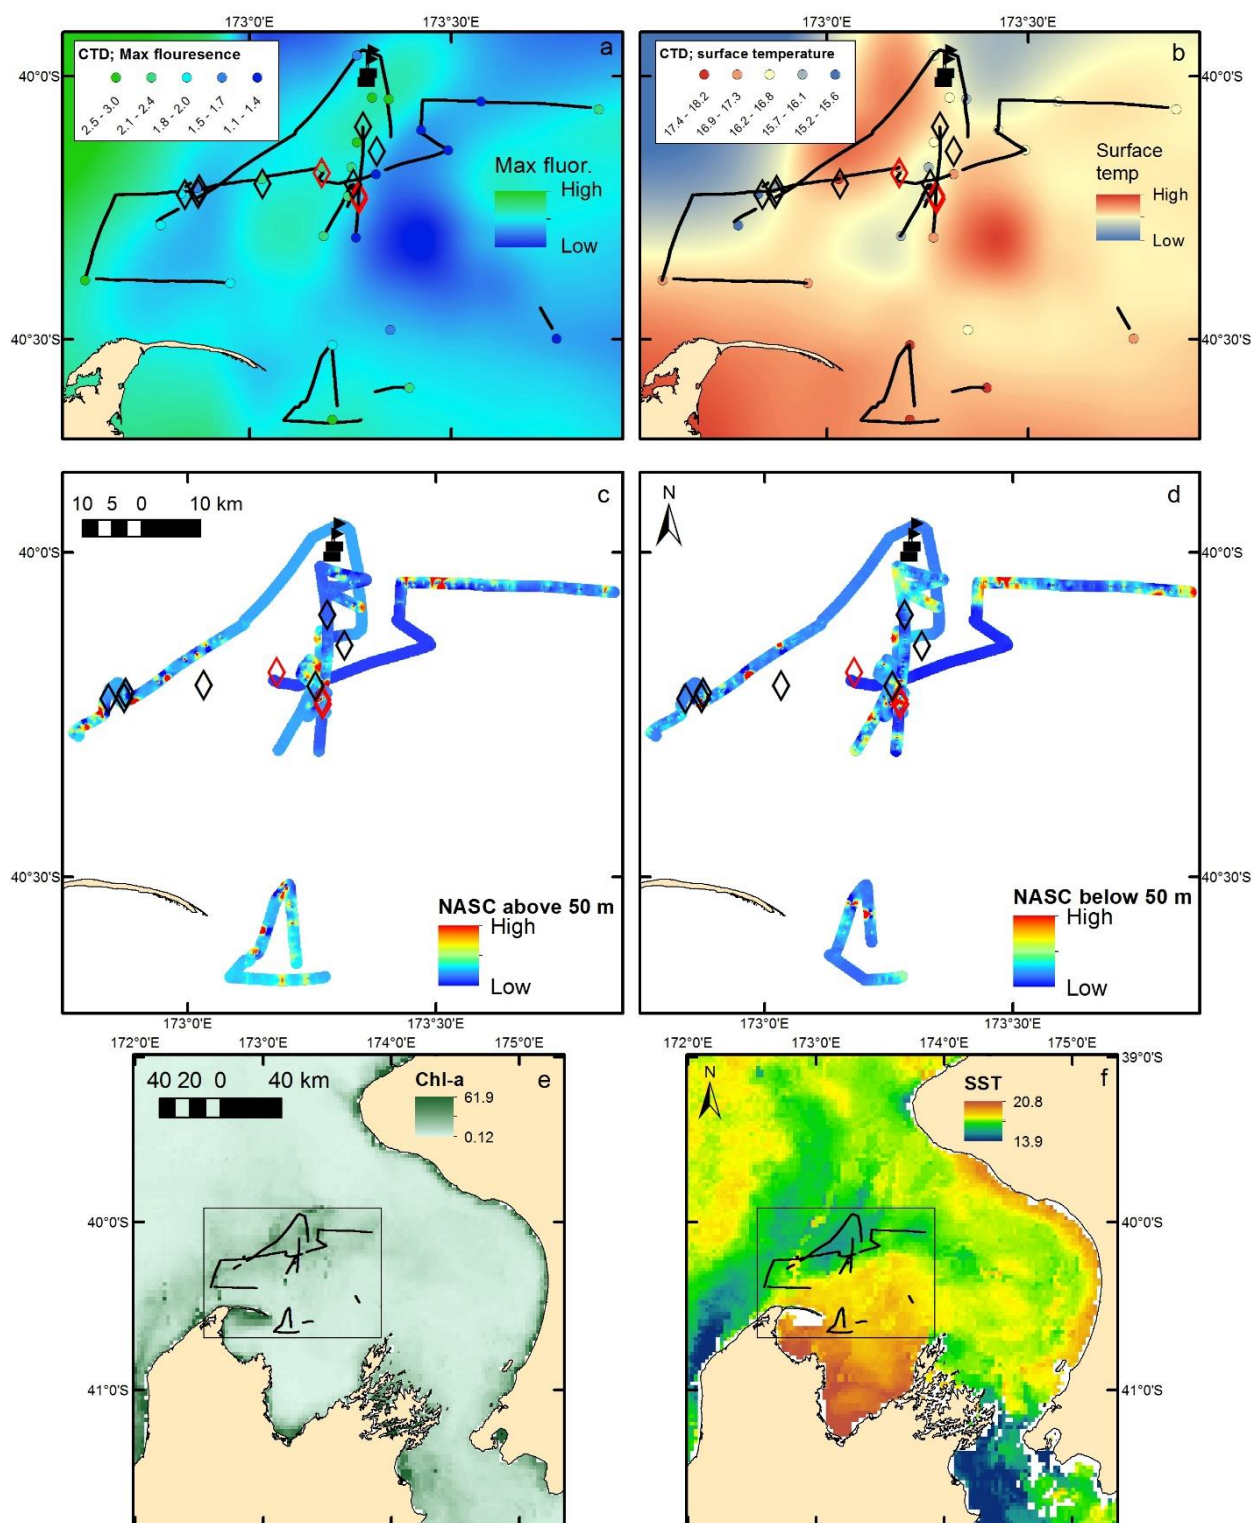 173°0'E
173°30'E
173°0'E
173°30'E
CTD; Max flouresence
2.5 - 3.0
2.1 - 2.4
1.8 - 2.0
1.5 - 1.7
1.1 - 1.4
a
Max fluor.
High
Low
40°0'S
40°30'S
CTD; surface temperature
17.4 - 18.2
16.9 - 17.3
16.2 - 16.8
15.7 - 16.1
15.2 - 15.6
b
Surface
temp
High
Low
40°0'S
40°30'S
10 5 0 10 km
c
40°0'S
40°30'S
NASC above 50 m
High
Low
173°0'E
173°30'E
N
d
40°0'S
40°30'S
NASC below 50 m
High
Low
173°0'E
173°30'E
172°0'E
173°0'E
174°0'E
175°0'E
40 20 0 40 km
Chl-a
61.9
0.12
e
40°0'S
41°0'S
172°0'E
173°0'E
174°0'E
175°0'E
N
SST
20.8
13.9
f
39°0'S
40°0'S
41°0'S